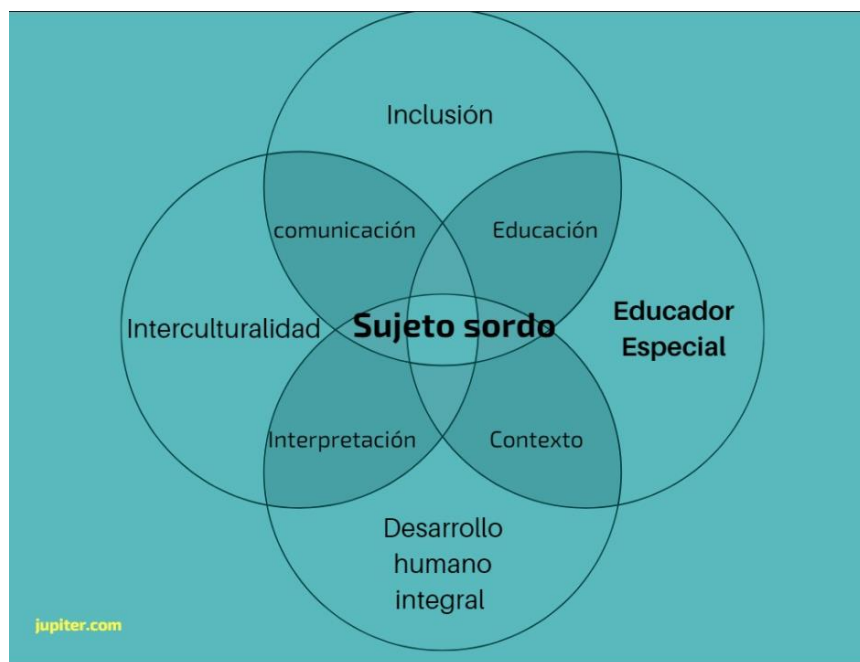 Inclusión
comunicación
Educación
Interculturalidad
Sujeto sordo
Educador
Especial
Interpretación
Contexto
Desarrollo
humano
integral
jupiter.com